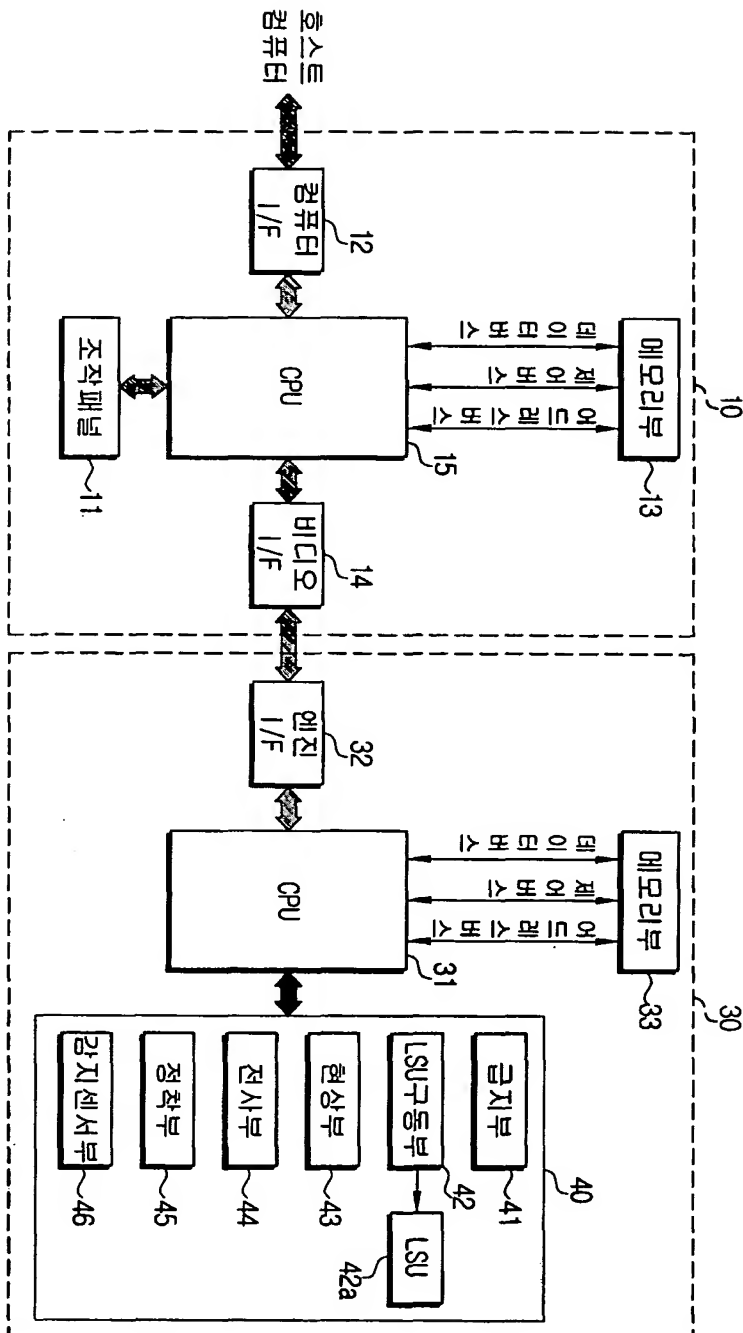 10
30
메모리부
13
메모리부
33
데이터버스
제어버스
어드레스버스
데이터버스
제어버스
어드레스버스
호스트
컴퓨터
컴퓨터
I/F
12
CPU
15
비디오
I/F
14
엔진
I/F
32
CPU
31
조작패널
11
40
급지부
41
LSU구동부
42
LSU
42a
현상부
43
전사부
44
정착부
45
감지센서부
46